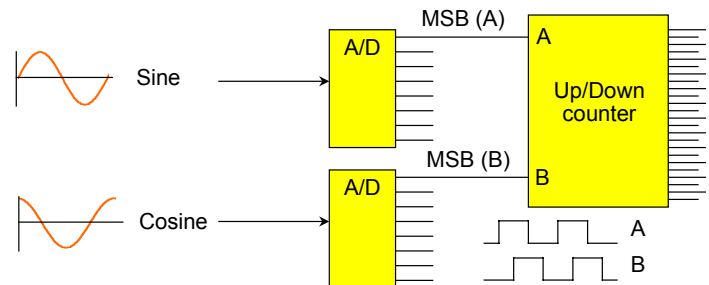 MSB (A)
A/D
A
Sine
Up/Down
counter
MSB (B)
A/D
B
Cosine
A
B